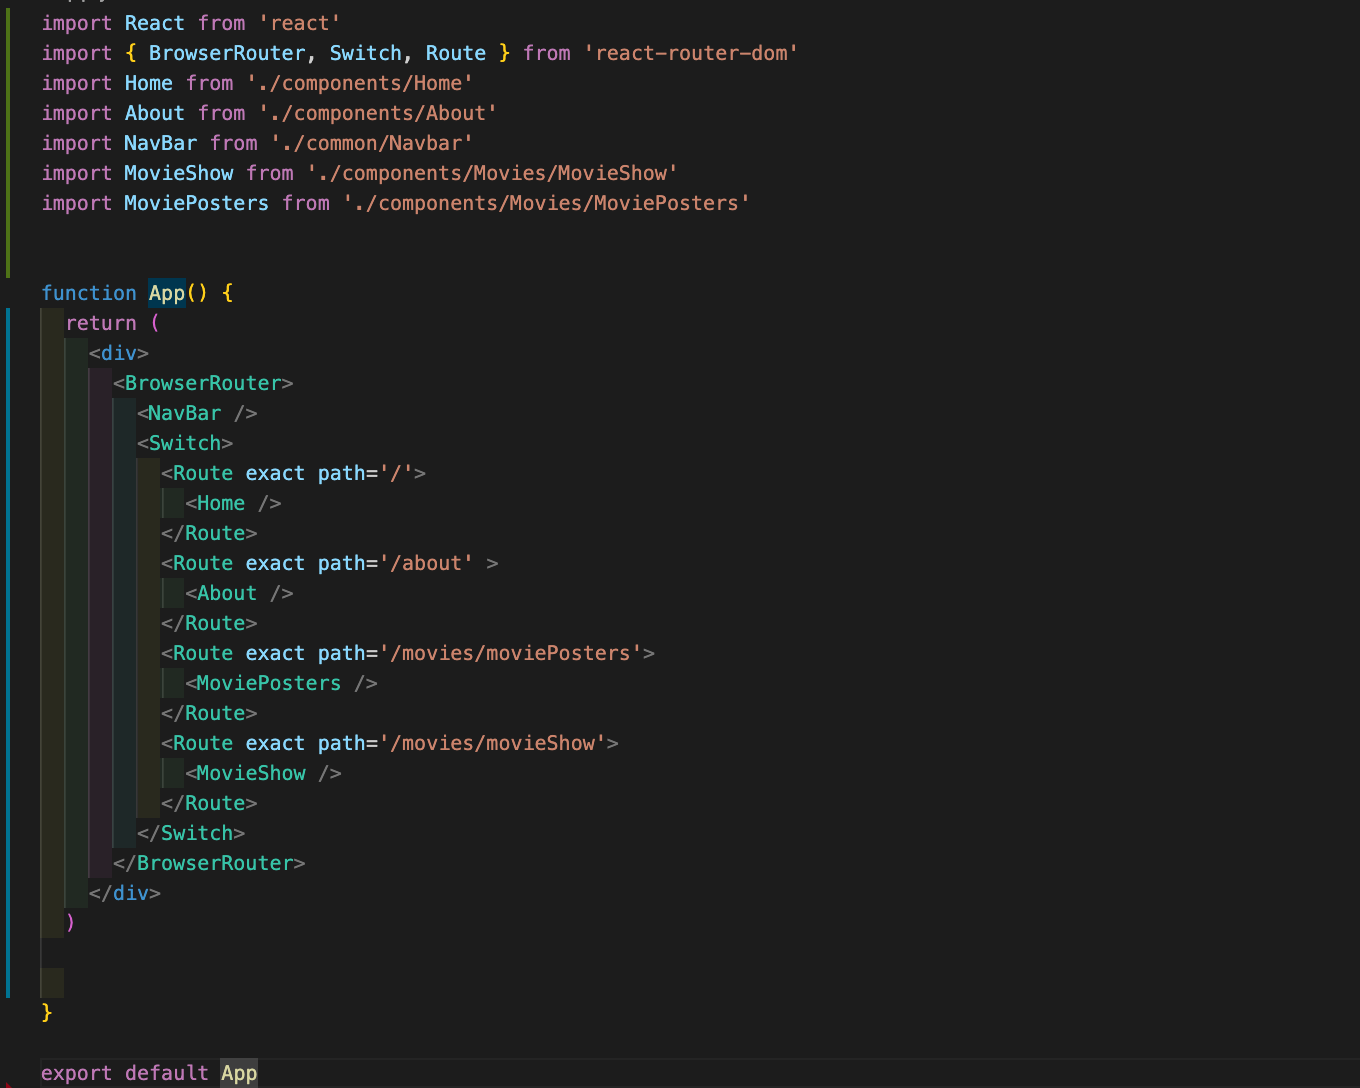 import React from 'react'
import { BrowserRouter, Switch, Route } from 'react-router-dom'
import Home from './components/Home'
import About from './components/About'
import NavBar from './common/Navbar'
import MovieShow from './components/Movies/MovieShow'
import MoviePosters from './components/Movies/MoviePosters'
function App() {
return (
<div>
<BrowserRouter>
<NavBar />
<Switch>
<Route exact path='/'>
<Home />
</Route>
<Route exact path='/about' >
<About />
</Route>
<Route exact path='/movies/moviePosters'>
<MoviePosters />
</Route>
<Route exact path='/movies/movieShow'>
<MovieShow />
</Route>
</Switch>
</BrowserRouter>
</div>
)
}
export default App